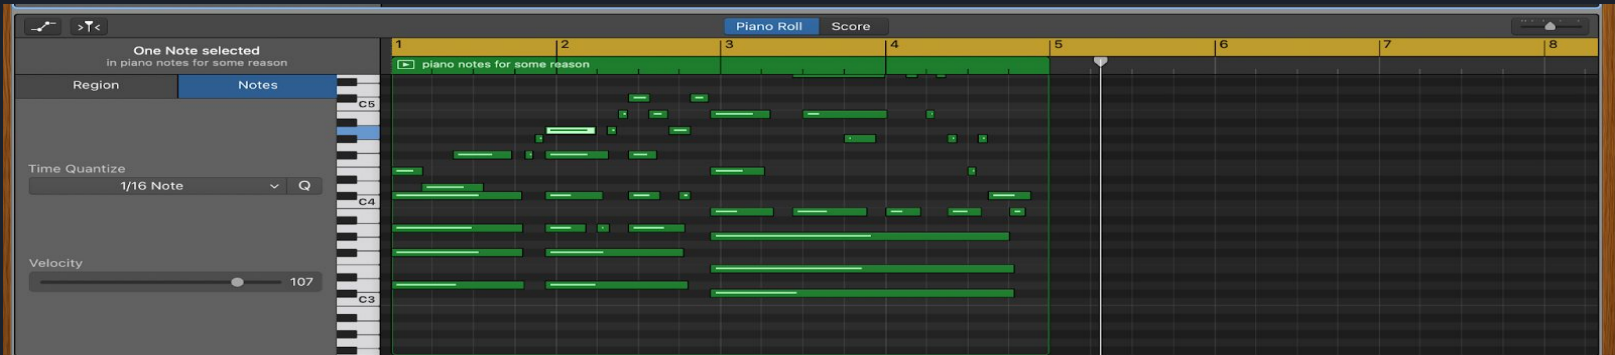 Piano Roll Score
One Note selected
in piano notes for some reason
Region Notes
1 2 3 4 5 6 7 8
piano notes for some reason
C5
Time Quantize
1/16 Note Q
C4
Velocity
107
C3